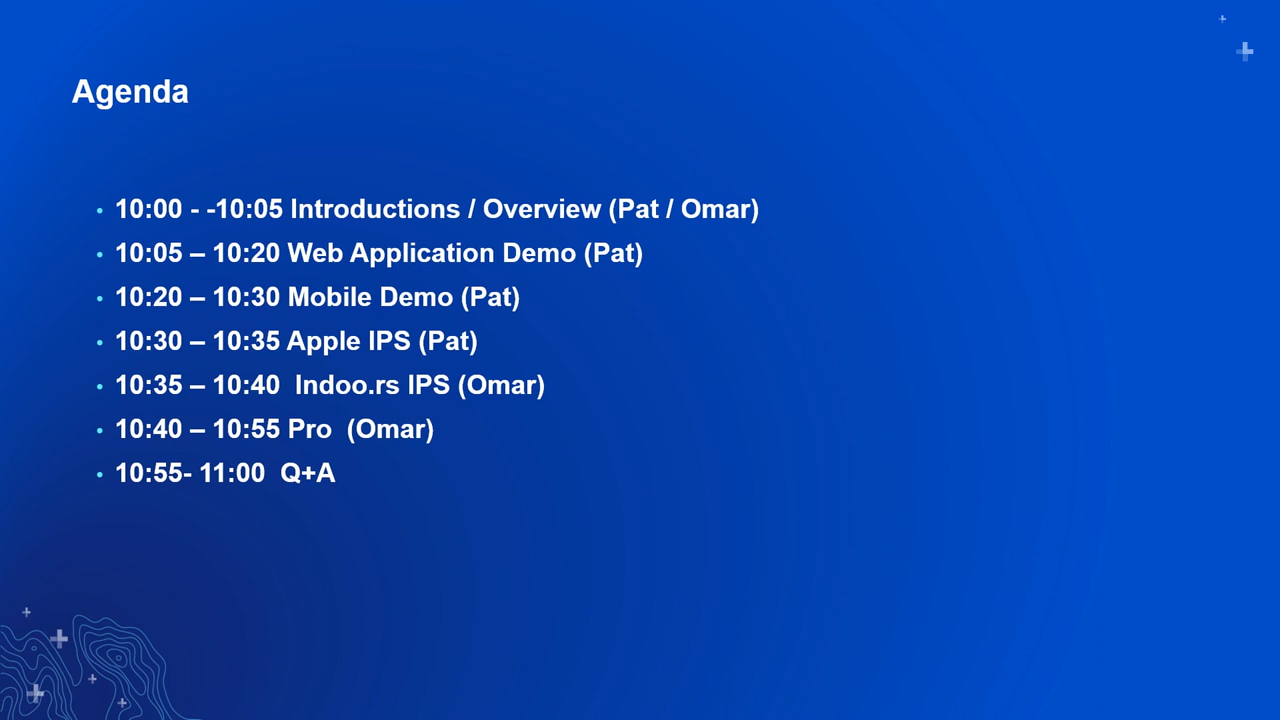 Agenda
• 10:00 - -10:05 Introductions / Overview (Pat / Omar)
• 10:05 – 10:20 Web Application Demo (Pat)
• 10:20 – 10:30 Mobile Demo (Pat)
• 10:30 – 10:35 Apple IPS (Pat)
• 10:35 – 10:40  Indoo.rs IPS (Omar)
• 10:40 – 10:55 Pro  (Omar)
• 10:55- 11:00  Q+A